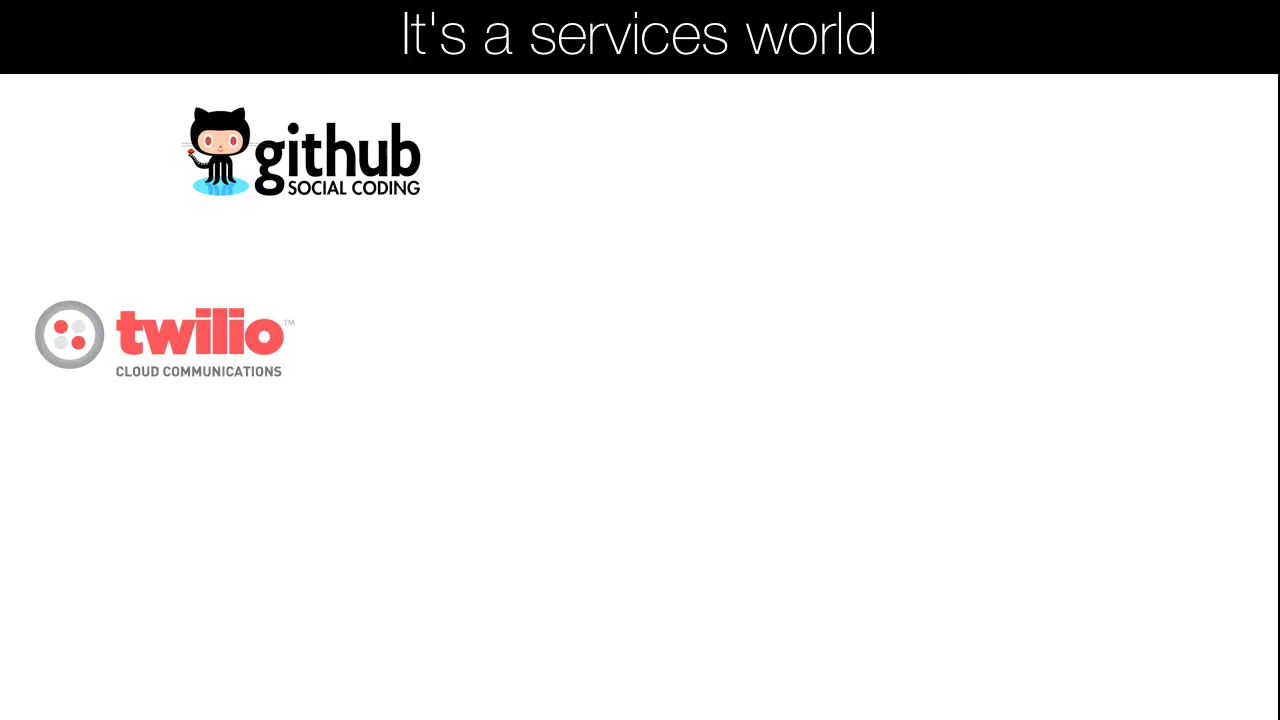 It's a services world
github
SOCIAL CODING
twilio™
CLOUD COMMUNICATIONS